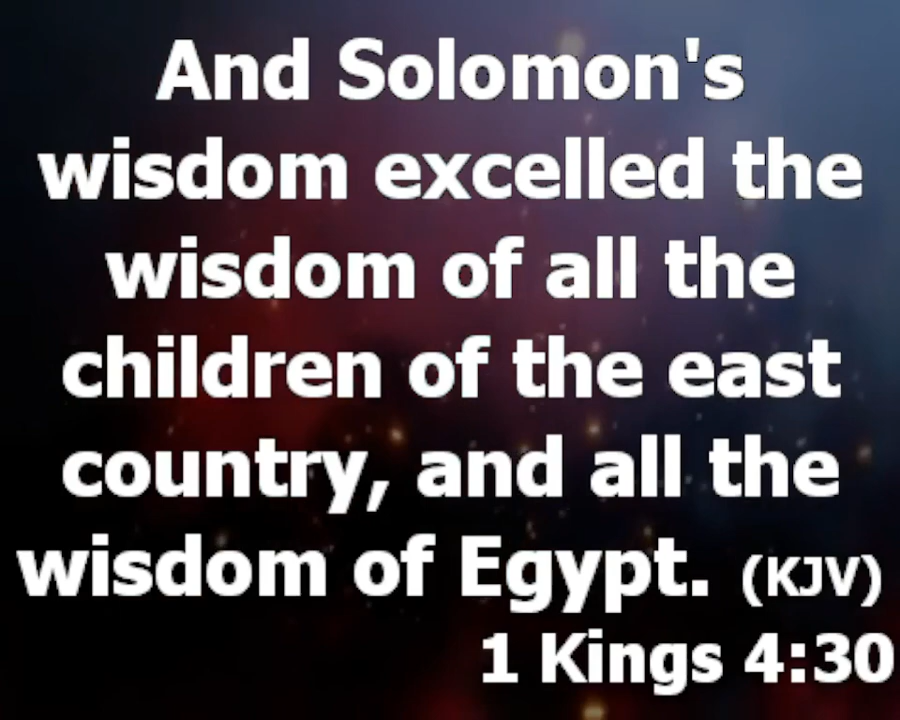 And Solomon's
wisdom excelled the
wisdom of all the
children of the east
country, and all the
wisdom of Egypt. (KJV)
1 Kings 4:30